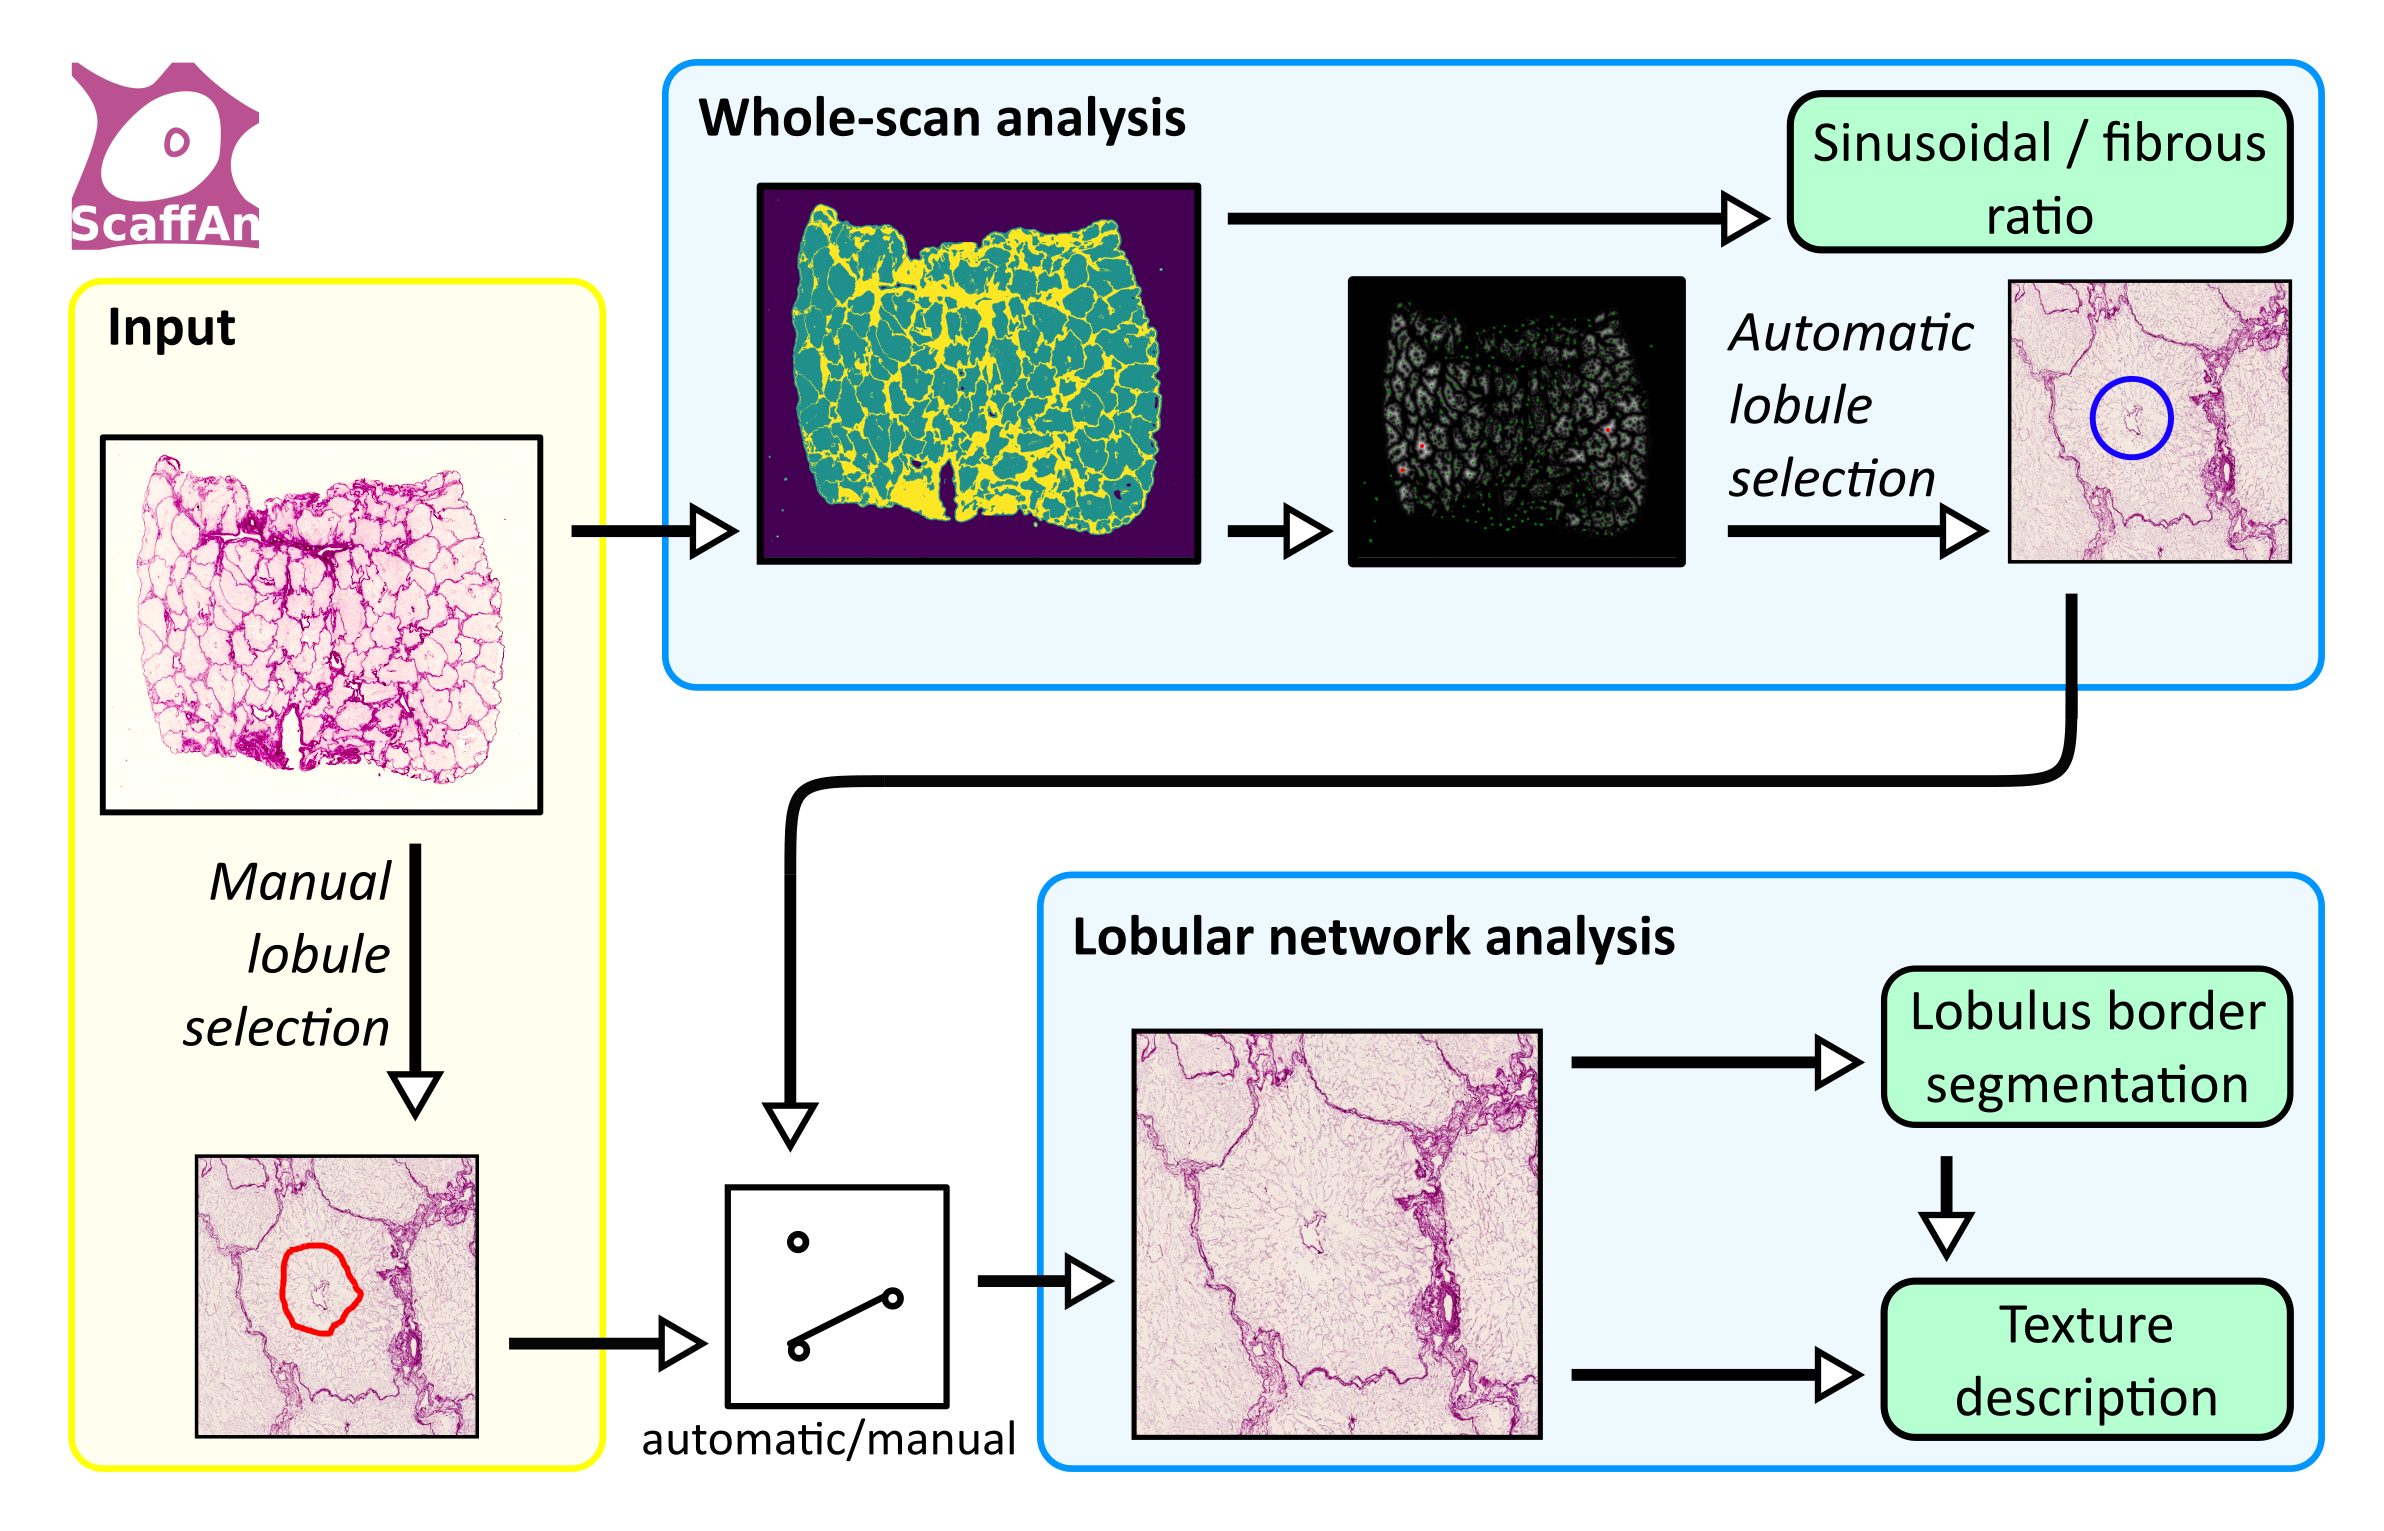 ScaffAn
Whole-scan analysis
Sinusoidal / fibrous
ratio
Automatic
lobule
selection
Input
Manual
lobule
selection
automatic/manual
Lobular network analysis
Lobulus border
segmentation
Texture
description